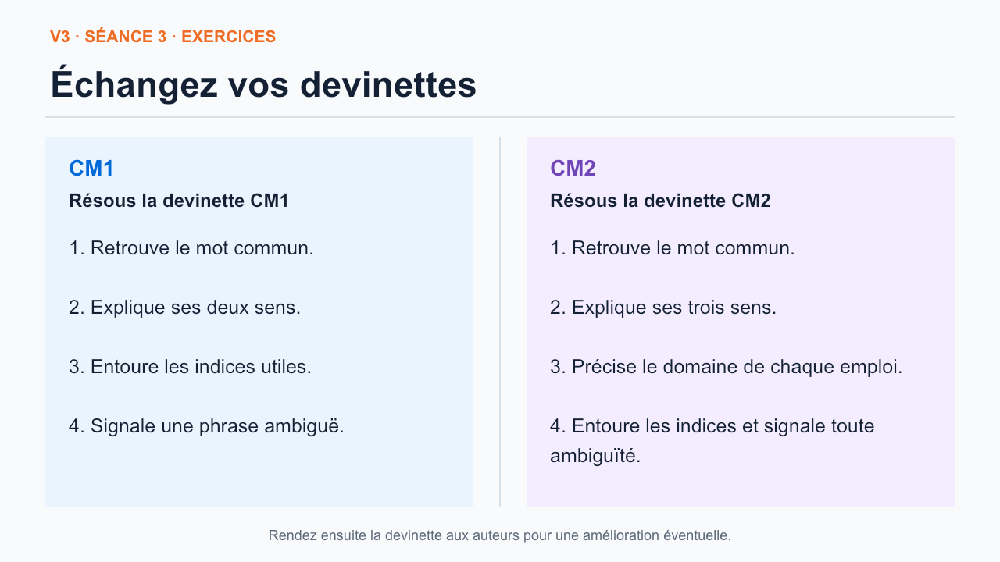 V3 · SÉANCE 3 · EXERCICES
Échangez vos devinettes
CM1
Résous la devinette CM1
1. Retrouve le mot commun.
2. Explique ses deux sens.
3. Entoure les indices utiles.
4. Signale une phrase ambiguë.
CM2
Résous la devinette CM2
1. Retrouve le mot commun.
2. Explique ses trois sens.
3. Précise le domaine de chaque emploi.
4. Entoure les indices et signale toute
ambiguïté.
Rendez ensuite la devinette aux auteurs pour une amélioration éventuelle.